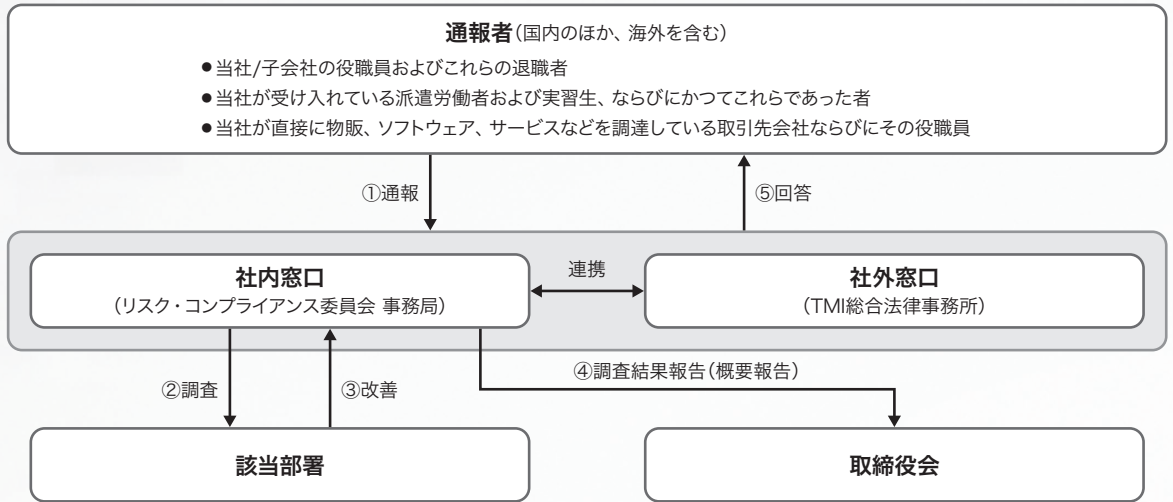 通報者(国内のほか、海外を含む)
●当社/子会社の役職員およびこれらの退職者
●当社が受け入れている派遣労働者および実習生、ならびにかつてこれらであった者
●当社が直接に物販、ソフトウェア、サービスなどを調達している取引先会社ならびにその役職員
①通報
⑤回答
社内窓口
(リスク・コンプライアンス委員会 事務局)
連携
社外窓口
(TMI総合法律事務所)
②調査
③改善
④調査結果報告(概要報告)
該当部署
取締役会